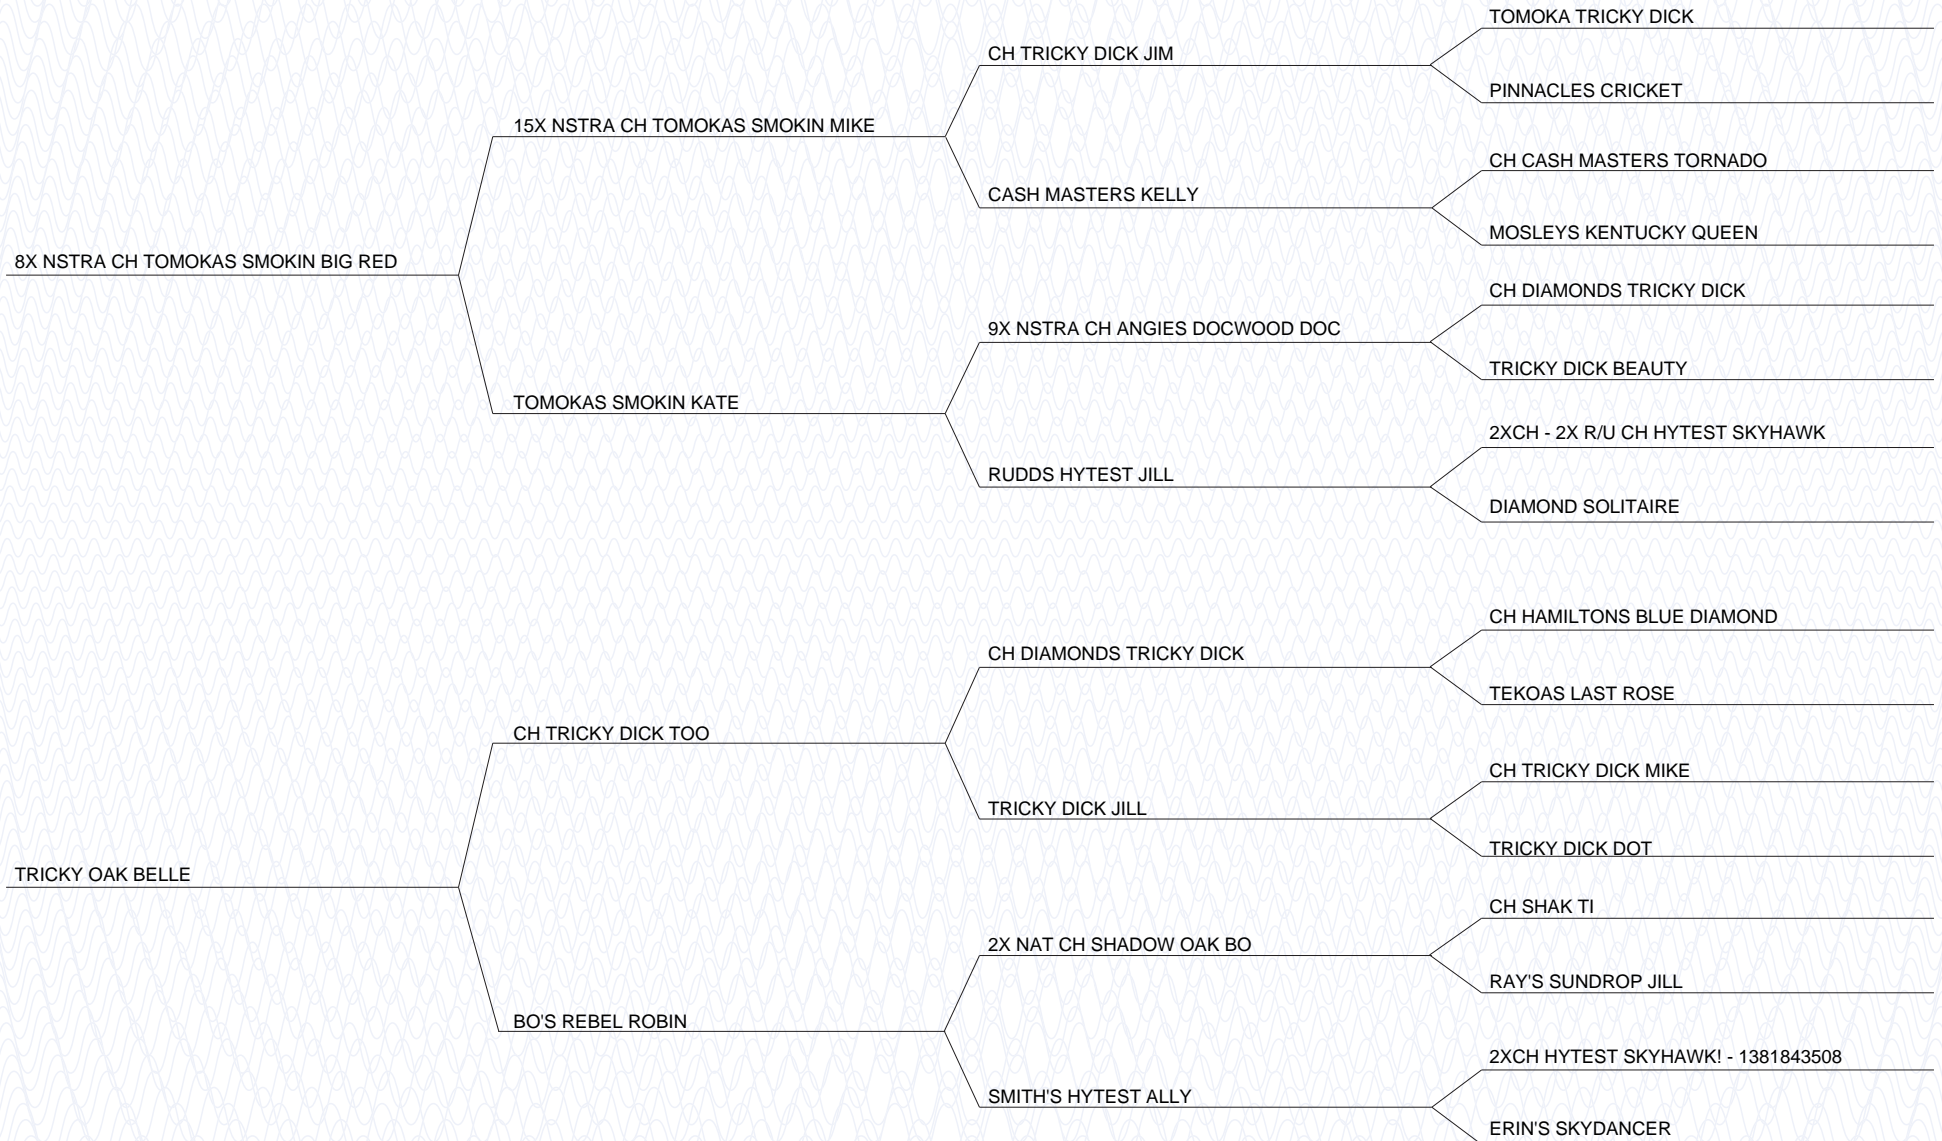 TOMOKA TRICKY DICK
CH TRICKY DICK JIM
PINNACLES CRICKET
15X NSTRA CH TOMOKAS SMOKIN MIKE
CH CASH MASTERS TORNADO
CASH MASTERS KELLY
MOSLEYS KENTUCKY QUEEN
8X NSTRA CH TOMOKAS SMOKIN BIG RED
CH DIAMONDS TRICKY DICK
9X NSTRA CH ANGIES DOCWOOD DOC
TRICKY DICK BEAUTY
TOMOKAS SMOKIN KATE
2XCH - 2X R/U CH HYTEST SKYHAWK
RUDDS HYTEST JILL
DIAMOND SOLITAIRE
CH HAMILTONS BLUE DIAMOND
CH DIAMONDS TRICKY DICK
TEKOAS LAST ROSE
CH TRICKY DICK TOO
CH TRICKY DICK MIKE
TRICKY DICK JILL
TRICKY DICK DOT
TRICKY OAK BELLE
CH SHAK TI
2X NAT CH SHADOW OAK BO
RAY'S SUNDROP JILL
BO'S REBEL ROBIN
2XCH HYTEST SKYHAWK! - 1381843508
SMITH'S HYTEST ALLY
ERIN'S SKYDANCER